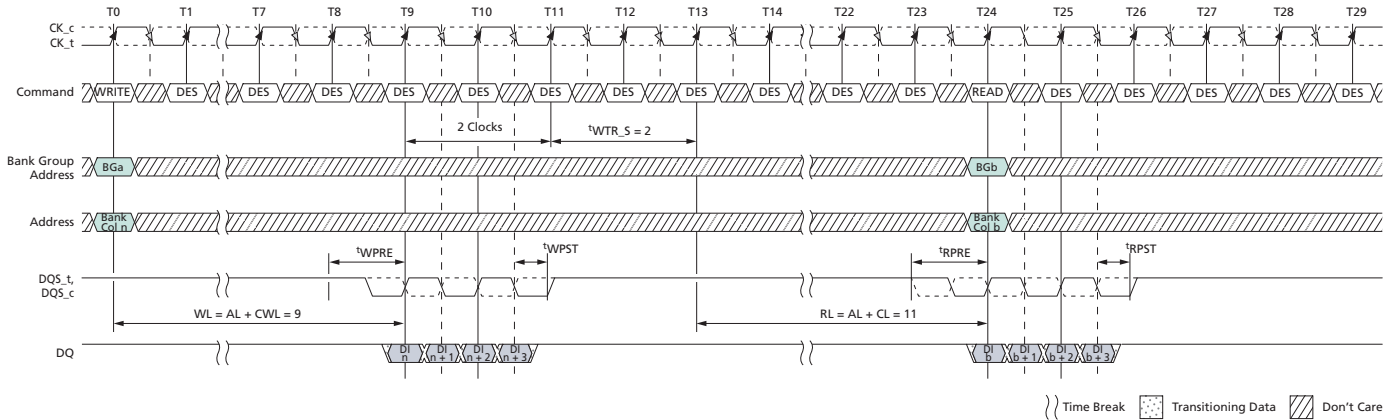 T0 T1 T7 T8 T9 T10 T11 T12 T13 T14 T22 T23 T24 T25 T26 T27 T28 T29
CK_c
CK_t
Command WRITE DES DES DES DES DES DES DES DES DES DES DES READ DES DES DES DES DES
2 Clocks tWTR_S = 2
Bank Group
Address
BGa BGb
Address
Bank
Col n
Bank
Col b
tWPRE tWPST tRPRE tRPST
DQS_t,
DQS_c
WL = AL + CWL = 9 RL = AL + CL = 11
DQ
DI
n
DI
n + 1
DI
n + 2
DI
n + 3
DI
b
DI
b + 1
DI
b + 2
DI
b + 3
Time Break Transitioning Data Don't Care